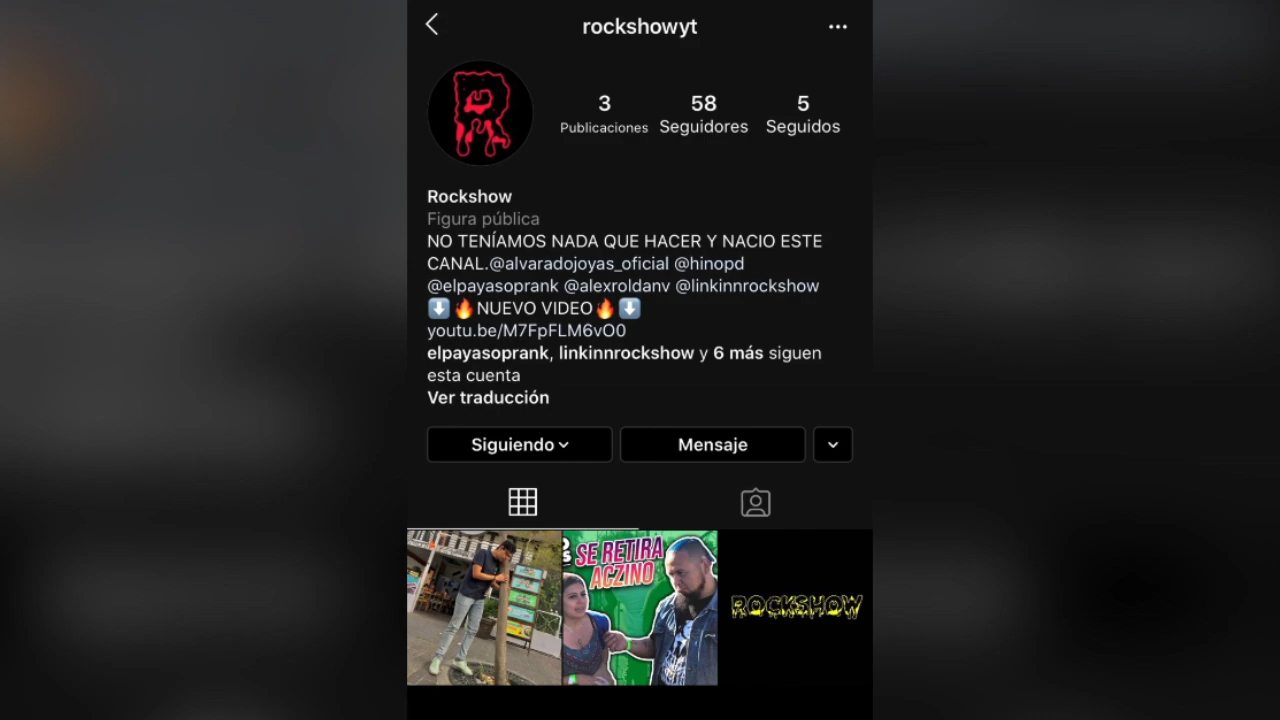 rockshowyt
R
3 58 5
Publicaciones Seguidores Seguidos
Rockshow
Figura pública
NO TENÍAMOS NADA QUE HACER Y NACIO ESTE
CANAL.@alvaradojoyas_oficial @hinopd
@elpayasoprank @alexroldanv @linkinnrockshow
⬇️🔥NUEVO VIDEO🔥⬇️
youtu.be/M7FpFLM6vO0
elpayasoprank, linkinnrockshow y 6 más siguen
esta cuenta
Ver traducción
Siguiendo Mensaje
SE RETIRA
ACZINO
ROCKSHOW